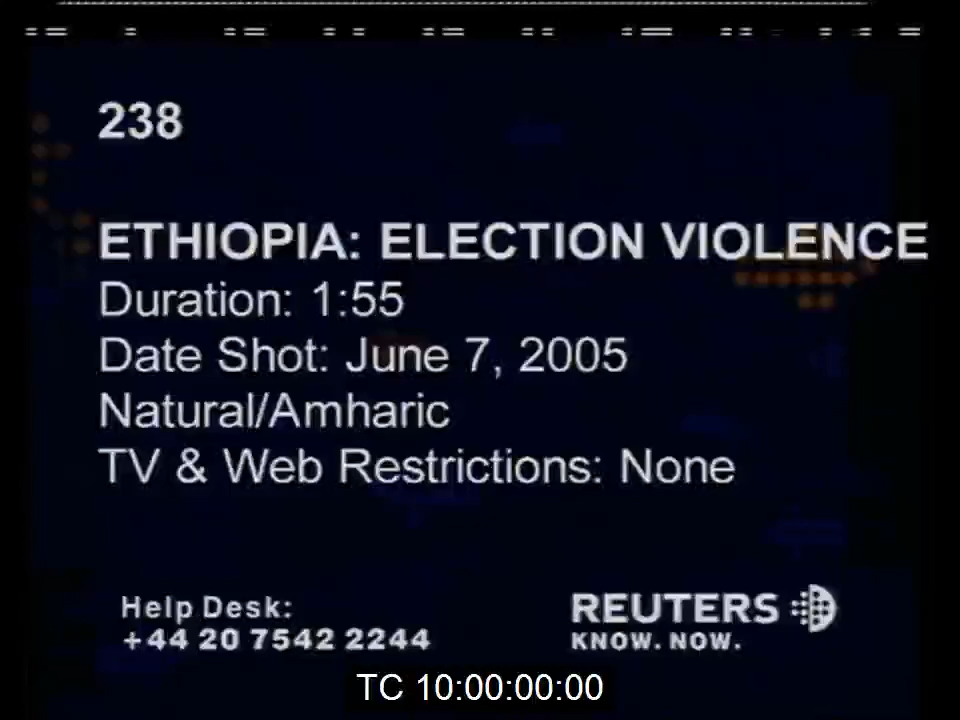 238
ETHIOPIA: ELECTION VIOLENCE
Duration: 1:55
Date Shot: June 7, 2005
Natural/Amharic
TV & Web Restrictions: None
Help Desk:
+44 20 7542 2244
REUTERS
KNOW. NOW.
TC 10:00:00:00